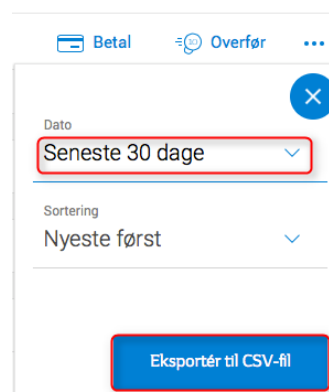 Betal Overfør ...
Dato
Seneste 30 dage
Sortering
Nyeste først
Eksportér til CSV-fil